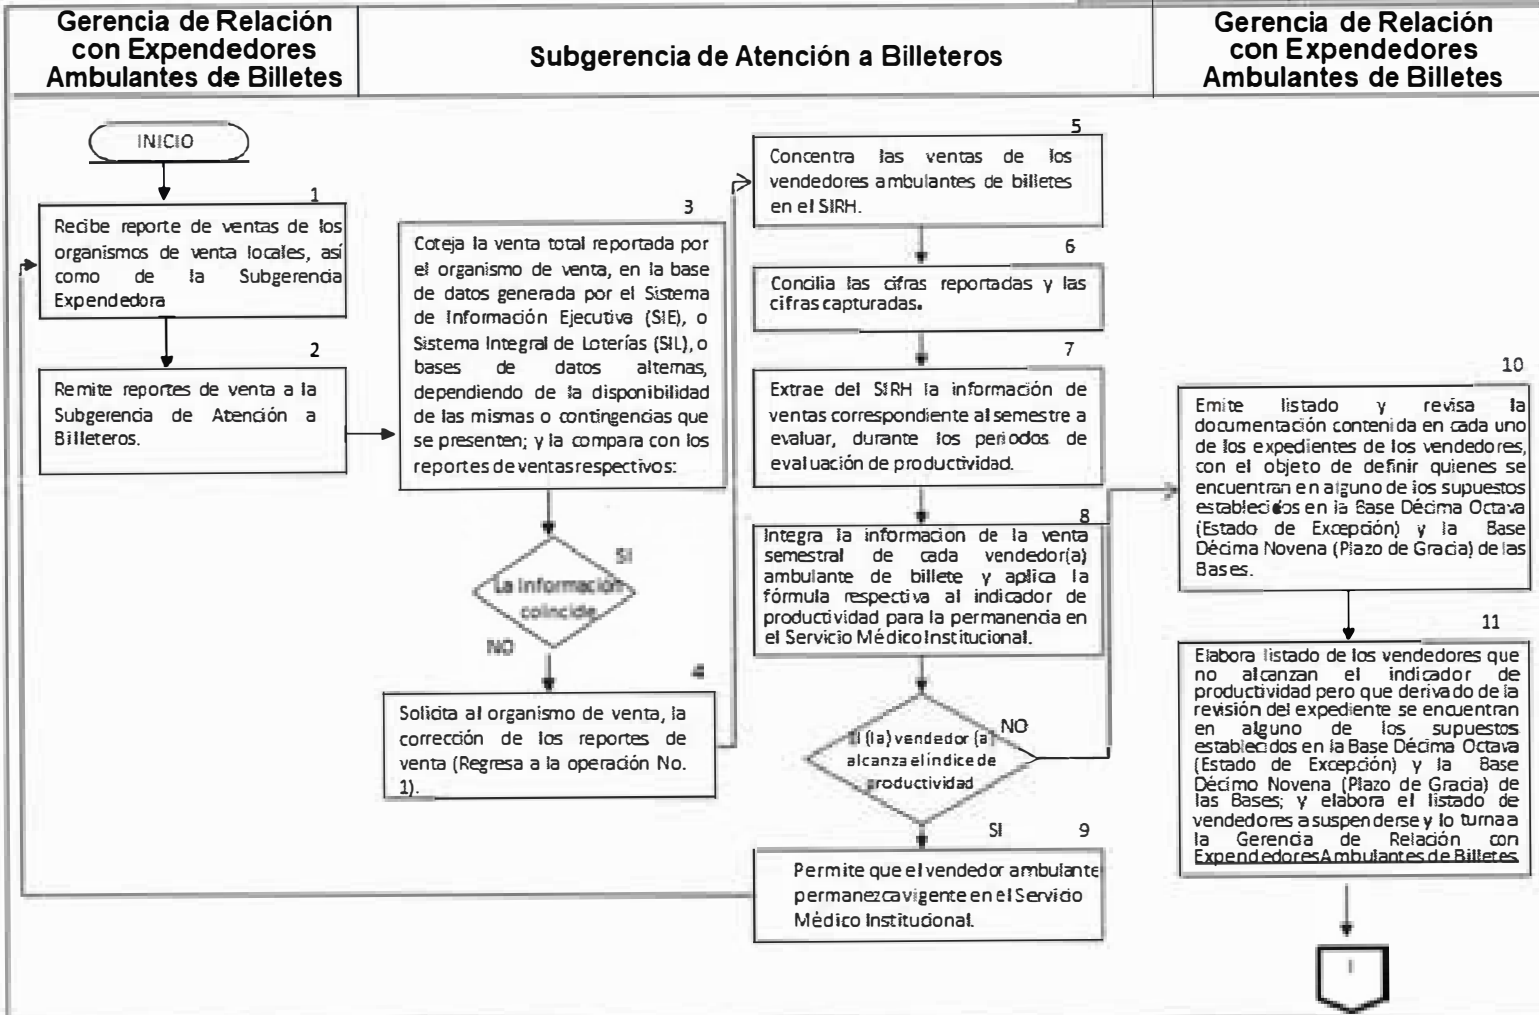 Gerencia de Relación
con Expendedores
Ambulantes de Billetes
Subgerencia de Atención a Billeteros
Gerencia de Relación
con Expendedores
Ambulantes de Billetes
INICIO
1
Recibe reporte de ventas de los
organismos de venta locales, así
como de la Subgerencia
Expendedora
2
Remite reportes de venta a la
Subgerencia de Atención a
Billeteros.
3
Coteja la venta total reportada por
el organismo de venta, en la base
de datos generada por el Sistema
de Información Ejecutiva (SIE), o
Sistema Integral de Loterías (SIL), o
bases de datos alternas,
dependiendo de la disponibilidad
de las mismas o contingencias que
se presenten; y la compara con los
reportes de ventas respectivos:
SI
La Información
coincide
NO
4
Solicita al organismo de venta, la
corrección de los reportes de
venta (Regresa a la operación No.
1).
5
Concentra las ventas de los
vendedores ambulantes de billetes
en el SIRH.
6
Concilia las cifras reportadas y las
cifras capturadas.
7
Extrae del SIRH la información de
ventas correspondiente al semestre a
evaluar, durante los periodos de
evaluación de productividad.
8
Integra la información de la venta
semestral de cada vendedor(a)
ambulante de billete y aplica la
fórmula respectiva al indicador de
productividad para la permanencia en
el Servicio Médico Institucional.
NO
El (la) vendedor (a)
alcanza el índice de
productividad
SI
9
Permite que el vendedor ambulante
permanezca vigente en el Servicio
Médico Institucional.
10
Emite listado y revisa la
documentación contenida en cada uno
de los expedientes de los vendedores,
con el objeto de definir quienes se
encuentran en alguno de los supuestos
establecidos en la Base Décima Octava
(Estado de Excepción) y la Base
Décima Novena (Plazo de Gracia) de las
Bases.
11
Elabora listado de los vendedores que
no alcanzan el indicador de
productividad pero que derivado de la
revisión del expediente se encuentran
en alguno de los supuestos
establecidos en la Base Décima Octava
(Estado de Excepción) y la Base
Décimo Novena (Plazo de Gracia) de
las Bases; y elabora el listado de
vendedores a suspenderse y lo turna a
la Gerencia de Relación con
Expendedores Ambulantes de Billetes
I